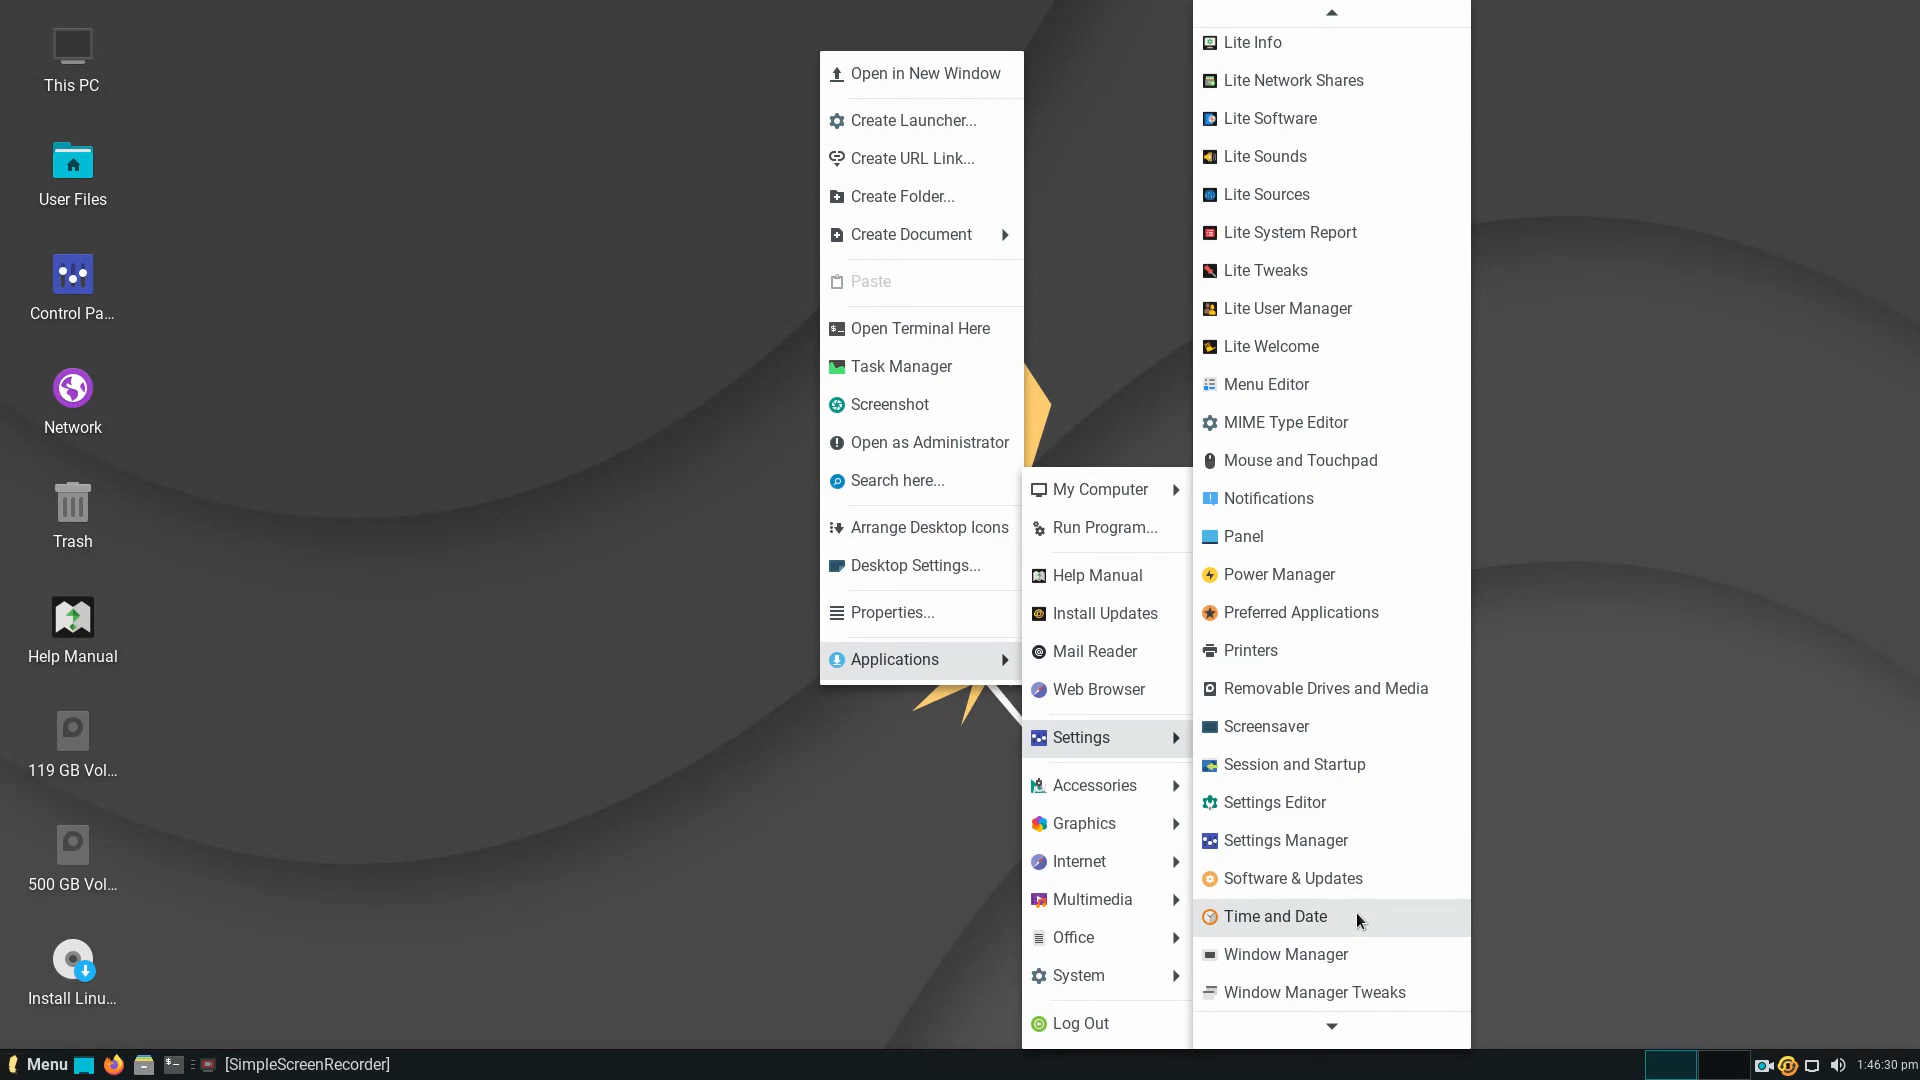 This PC
User Files
Control Pa...
Network
Trash
Help Manual
119 GB Vol...
500 GB Vol...
Install Linu...
Open in New Window
Create Launcher...
Create URL Link...
Create Folder...
Create Document
Paste
Open Terminal Here
Task Manager
Screenshot
Open as Administrator
Search here...
Arrange Desktop Icons
Desktop Settings...
Properties...
Applications
My Computer
Run Program...
Help Manual
Install Updates
Mail Reader
Web Browser
Settings
Accessories
Graphics
Internet
Multimedia
Office
System
Log Out
Lite Info
Lite Network Shares
Lite Software
Lite Sounds
Lite Sources
Lite System Report
Lite Tweaks
Lite User Manager
Lite Welcome
Menu Editor
MIME Type Editor
Mouse and Touchpad
Notifications
Panel
Power Manager
Preferred Applications
Printers
Removable Drives and Media
Screensaver
Session and Startup
Settings Editor
Settings Manager
Software & Updates
Time and Date
Window Manager
Window Manager Tweaks
Menu
[SimpleScreenRecorder]
1:46:30 pm